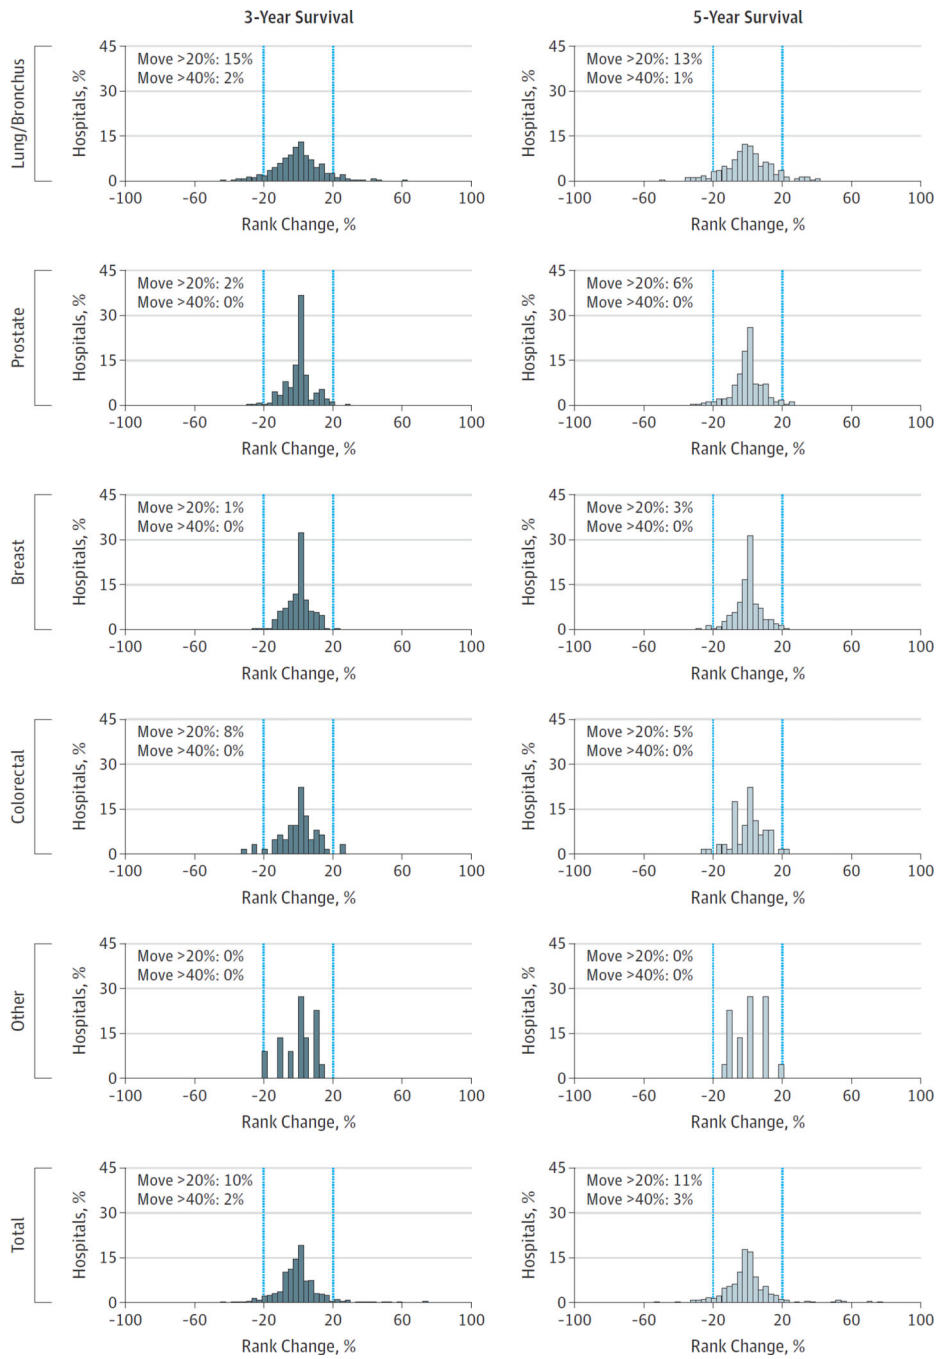 3-Year Survival
5-Year Survival
Lung/Bronchus
Hospitals, %
45
30
15
0
Move >20%: 15%
Move >40%: 2%
-100
-60
-20
20
60
100
Rank Change, %
Hospitals, %
45
30
15
0
Move >20%: 13%
Move >40%: 1%
-100
-60
-20
20
60
100
Rank Change, %
Prostate
Hospitals, %
45
30
15
0
Move >20%: 2%
Move >40%: 0%
-100
-60
-20
20
60
100
Rank Change, %
Hospitals, %
45
30
15
0
Move >20%: 6%
Move >40%: 0%
-100
-60
-20
20
60
100
Rank Change, %
Breast
Hospitals, %
45
30
15
0
Move >20%: 1%
Move >40%: 0%
-100
-60
-20
20
60
100
Rank Change, %
Hospitals, %
45
30
15
0
Move >20%: 3%
Move >40%: 0%
-100
-60
-20
20
60
100
Rank Change, %
Colorectal
Hospitals, %
45
30
15
0
Move >20%: 8%
Move >40%: 0%
-100
-60
-20
20
60
100
Rank Change, %
Hospitals, %
45
30
15
0
Move >20%: 5%
Move >40%: 0%
-100
-60
-20
20
60
100
Rank Change, %
Other
Hospitals, %
45
30
15
0
Move >20%: 0%
Move >40%: 0%
-100
-60
-20
20
60
100
Rank Change, %
Hospitals, %
45
30
15
0
Move >20%: 0%
Move >40%: 0%
-100
-60
-20
20
60
100
Rank Change, %
Total
Hospitals, %
45
30
15
0
Move >20%: 10%
Move >40%: 2%
-100
-60
-20
20
60
100
Rank Change, %
Hospitals, %
45
30
15
0
Move >20%: 11%
Move >40%: 3%
-100
-60
-20
20
60
100
Rank Change, %